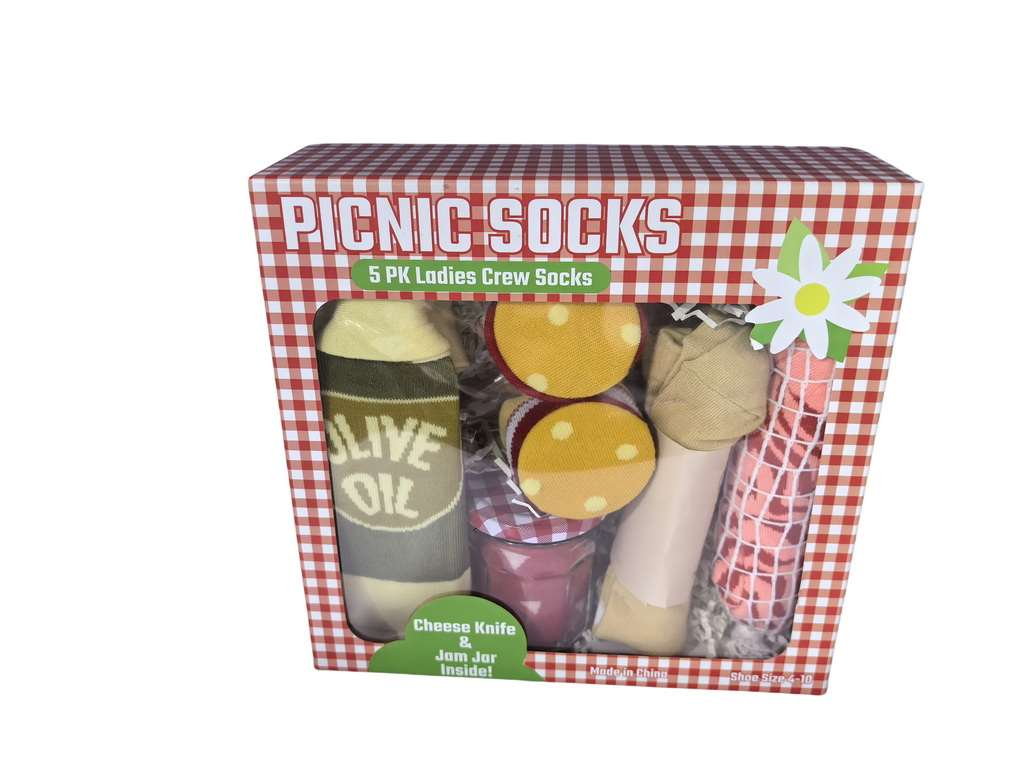 PICNIC SOCKS
5 PK Ladies Crew Socks
OLIVE
OIL
Cheese Knife
&
Jam Jar
Inside!
Made in China
Shoe Size 4-10